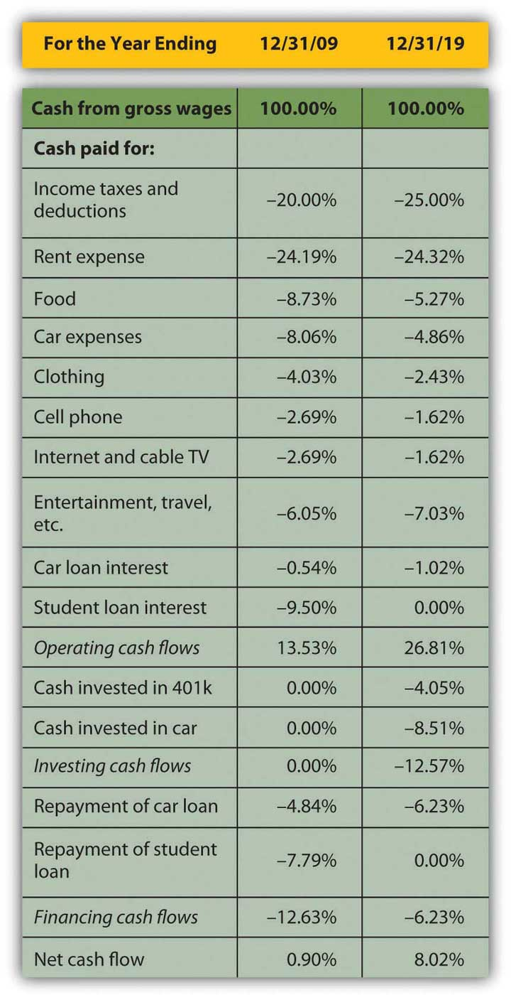 For the Year Ending 12/31/09 12/31/19
Cash from gross wages 100.00% 100.00%
Cash paid for:
Income taxes and
deductions –20.00% –25.00%
Rent expense –24.19% –24.32%
Food –8.73% –5.27%
Car expenses –8.06% –4.86%
Clothing –4.03% –2.43%
Cell phone –2.69% –1.62%
Internet and cable TV –2.69% –1.62%
Entertainment, travel,
etc. –6.05% –7.03%
Car loan interest –0.54% –1.02%
Student loan interest –9.50% 0.00%
Operating cash flows 13.53% 26.81%
Cash invested in 401k 0.00% –4.05%
Cash invested in car 0.00% –8.51%
Investing cash flows 0.00% –12.57%
Repayment of car loan –4.84% –6.23%
Repayment of student
loan –7.79% 0.00%
Financing cash flows –12.63% –6.23%
Net cash flow 0.90% 8.02%